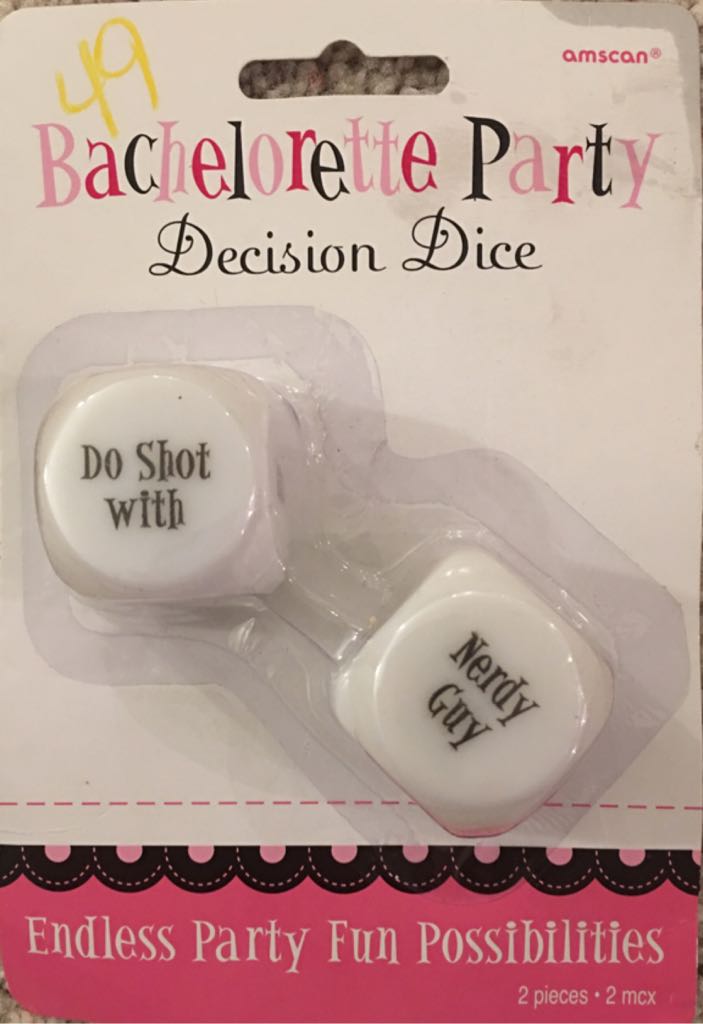 49
amscan®
Bachelorette Party
Decision Dice
Do Shot
with
Nerdy
Guy
Endless Party Fun Possibilities
2 pieces • 2 mcx